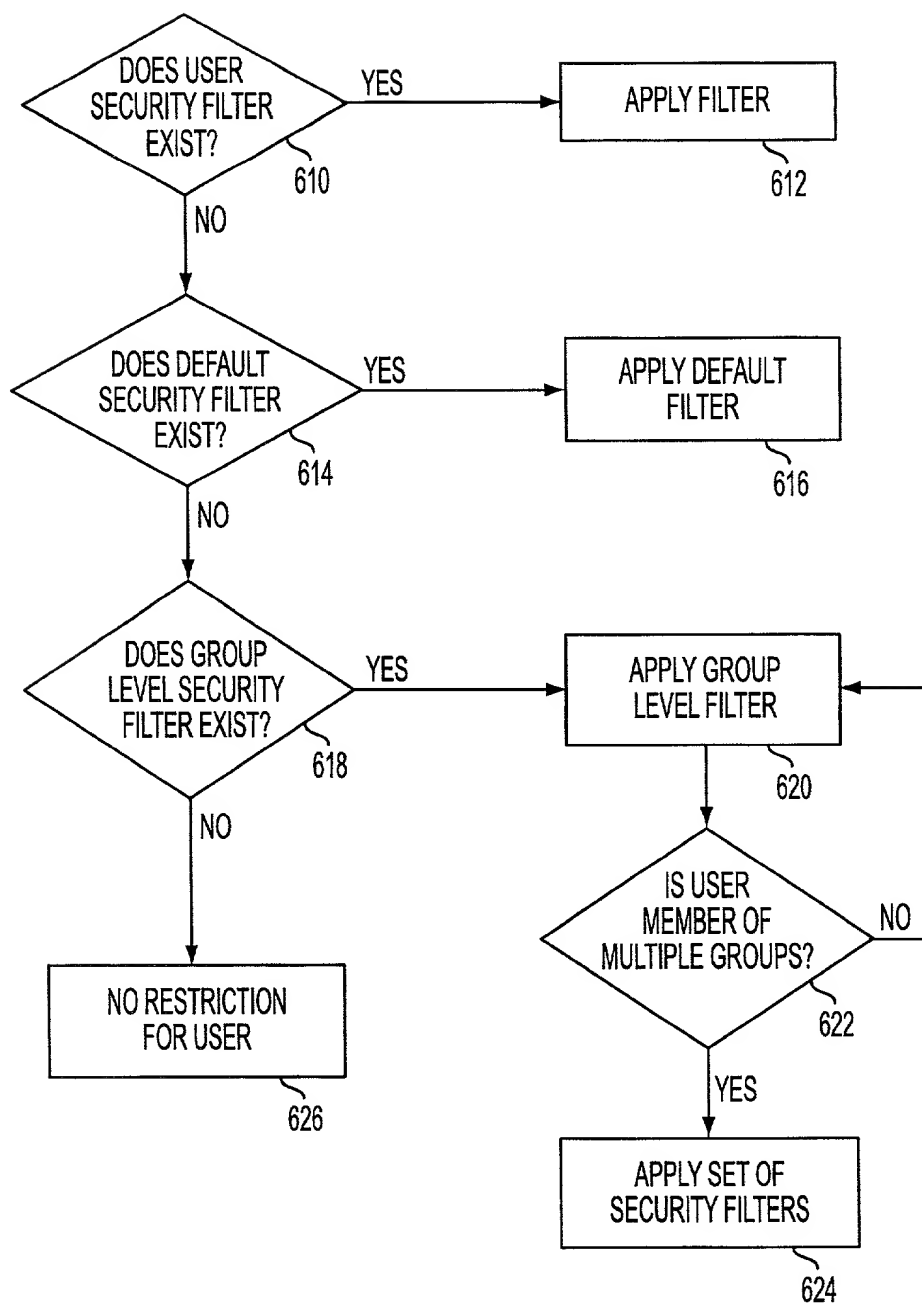 DOES USER
SECURITY FILTER
EXIST?
610
YES
APPLY FILTER
612
NO
DOES DEFAULT
SECURITY FILTER
EXIST?
614
YES
APPLY DEFAULT
FILTER
616
NO
DOES GROUP
LEVEL SECURITY
FILTER EXIST?
618
YES
APPLY GROUP
LEVEL FILTER
620
NO
IS USER
MEMBER OF
MULTIPLE GROUPS?
622
NO
NO RESTRICTION
FOR USER
626
YES
APPLY SET OF
SECURITY FILTERS
624